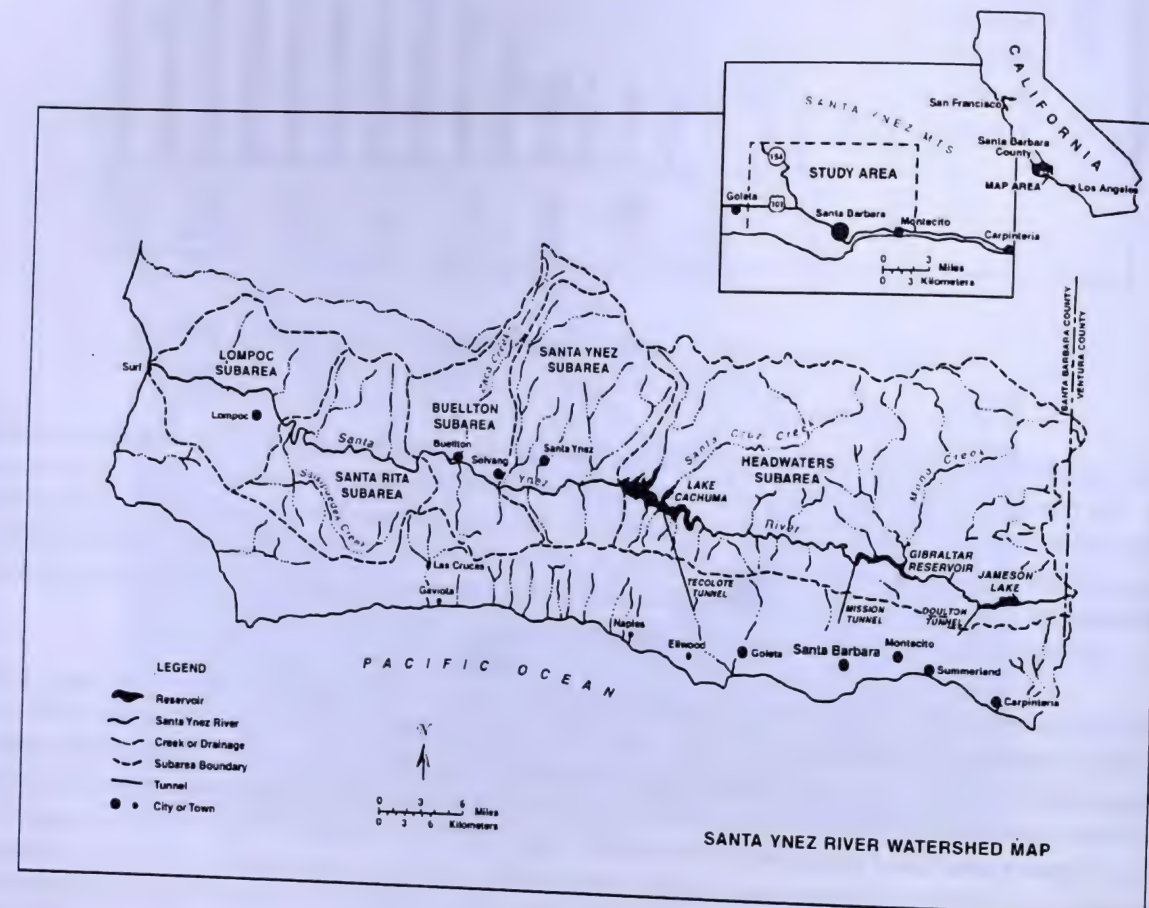 CALIFORNIA
San Francisco
Santa Barbara
County
MAP AREA
Los Angeles
SANTA YNEZ MTS
154
STUDY AREA
Goleta
101
Santa Barbara
Montecito
Carpinteria
0 3 Miles
0 3 Kilometers
SANTA BARBARA COUNTY
VENTURA COUNTY
LOMPOC
SUBAREA
Surf
Lompoc
Santa Ynez River
SANTA RITA
SUBAREA
Salsipuedes Creek
BUELLTON
SUBAREA
Buellton
Solvang
Zaca Creek
SANTA YNEZ
SUBAREA
Santa Ynez
LAKE
CACHUMA
Santa Cruz Creek
HEADWATERS
SUBAREA
Mono Creek
GIBRALTAR
RESERVOIR
JAMESON
LAKE
TECOLOTE
TUNNEL
MISSION
TUNNEL
DOULTON
TUNNEL
Las Cruces
Gaviota
Naples
Ellwood
Goleta
Santa Barbara
Montecito
Summerland
Carpinteria
PACIFIC OCEAN
LEGEND
Reservoir
Santa Ynez River
Creek or Drainage
Subarea Boundary
Tunnel
City or Town
N
0 3 6 Miles
0 3 6 Kilometers
SANTA YNEZ RIVER WATERSHED MAP